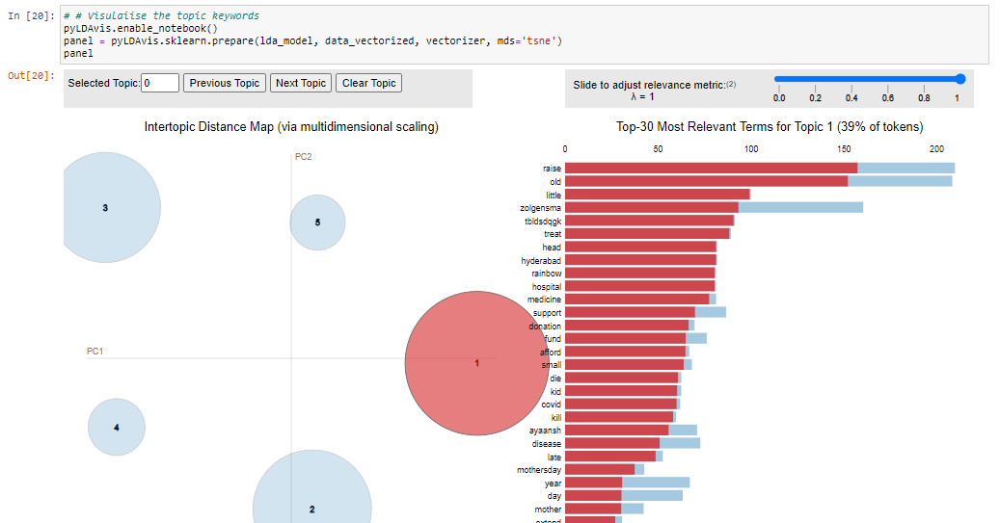 In [20]: # # Visulaiise the topic keywords
pyLDAvis.enable_notebook()
panel = pyLDAvis.sklearn.prepare(lda_model, data_vectorized, vectorizer, mds='tsne')
panel
Out[20]:
Selected Topic: 0 Previous Topic Next Topic Clear Topic
Slide to adjust relevance metric:(2)
λ = 1
0.0 0.2 0.4 0.6 0.8 1
Intertopic Distance Map (via multidimensional scaling)
PC2
3
5
PC1
1
4
2
Top-30 Most Relevant Terms for Topic 1 (39% of tokens)
0 50 100 150 200
raise
old
little
zolgensma
tbldsdqgk
treat
head
hyderabad
rainbow
hospital
medicine
support
donation
fund
afford
small
die
kid
covid
kill
ayaansh
disease
late
mothersday
year
day
mother
extend